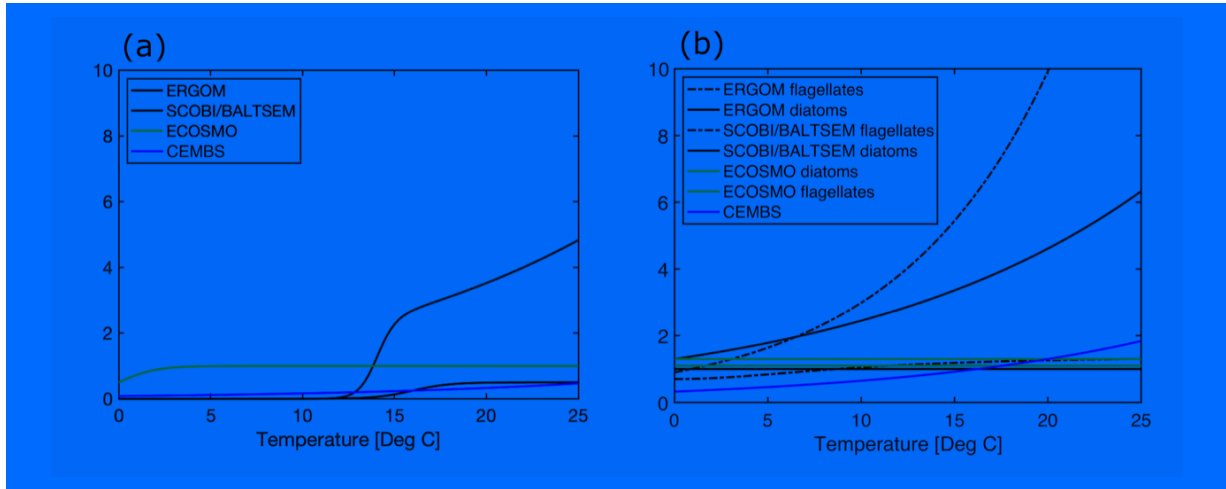 (a)
10
8
6
4
2
0
ERGOM
SCOBI/BALTSEM
ECOSMO
CEMBS
0 5 10 15 20 25
Temperature [Deg C]
(b)
10
8
6
4
2
0
ERGOM flagellates
ERGOM diatoms
SCOBI/BALTSEM flagellates
SCOBI/BALTSEM diatoms
ECOSMO diatoms
ECOSMO flagellates
CEMBS
0 5 10 15 20 25
Temperature [Deg C]